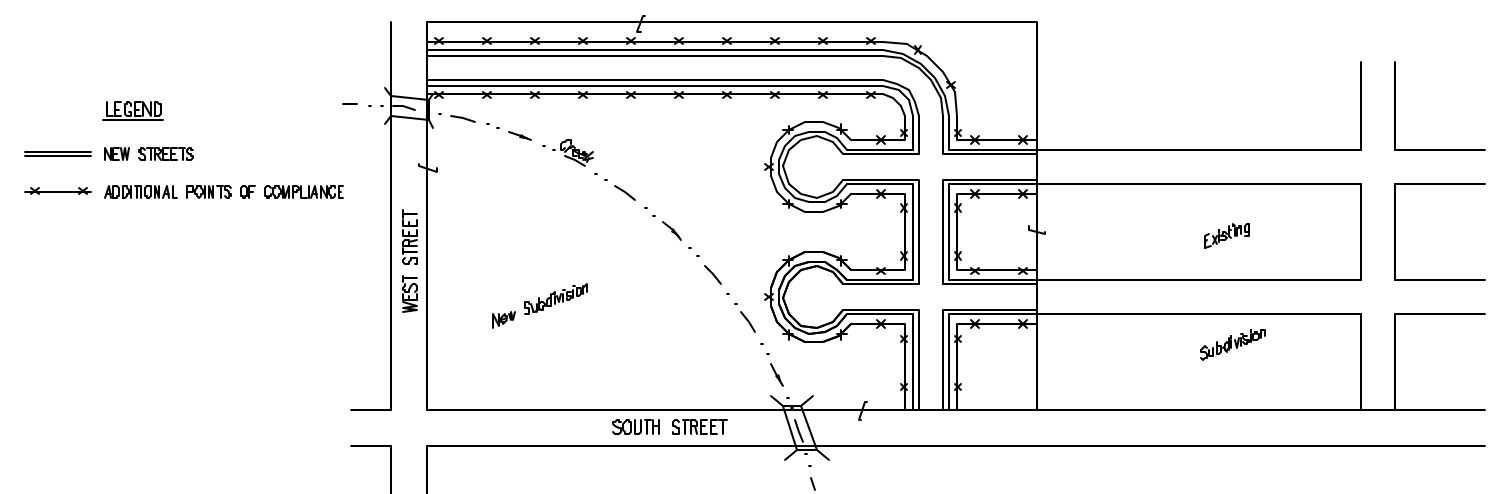 LEGEND
NEW STREETS
ADDITIONAL POINTS OF COMPLIANCE
WEST STREET
Creek
New Subdivision
SOUTH STREET
Existing
Subdivision